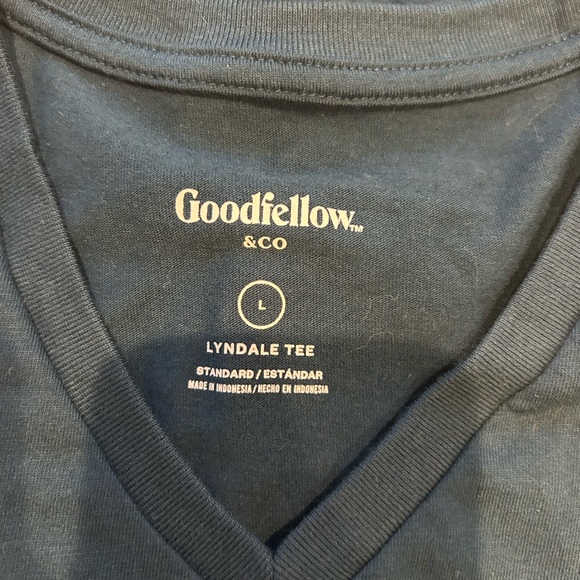 Goodfellow™
&CO
L
LYNDALE TEE
STANDARD / ESTÁNDAR
MADE IN INDONESIA / HECHO EN INDONESIA